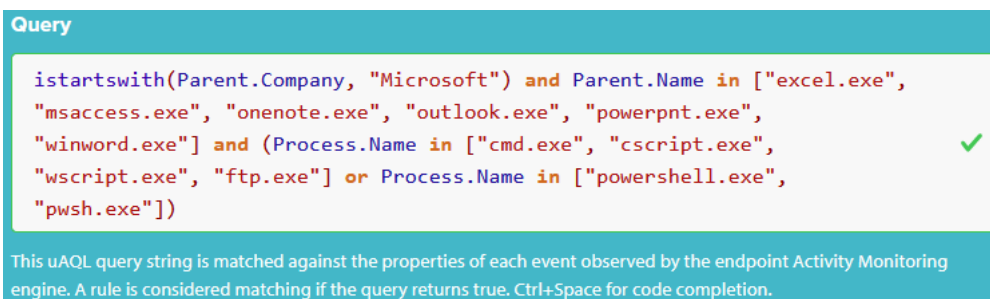 Query
istartswith(Parent.Company, "Microsoft") and Parent.Name in ["excel.exe",
"msaccess.exe", "onenote.exe", "outlook.exe", "powerpnt.exe",
"winword.exe"] and (Process.Name in ["cmd.exe", "cscript.exe",
"wscript.exe", "ftp.exe"] or Process.Name in ["powershell.exe",
"pwsh.exe"])
This uAQL query string is matched against the properties of each event observed by the endpoint Activity Monitoring
engine. A rule is considered matching if the query returns true. Ctrl+Space for code completion.